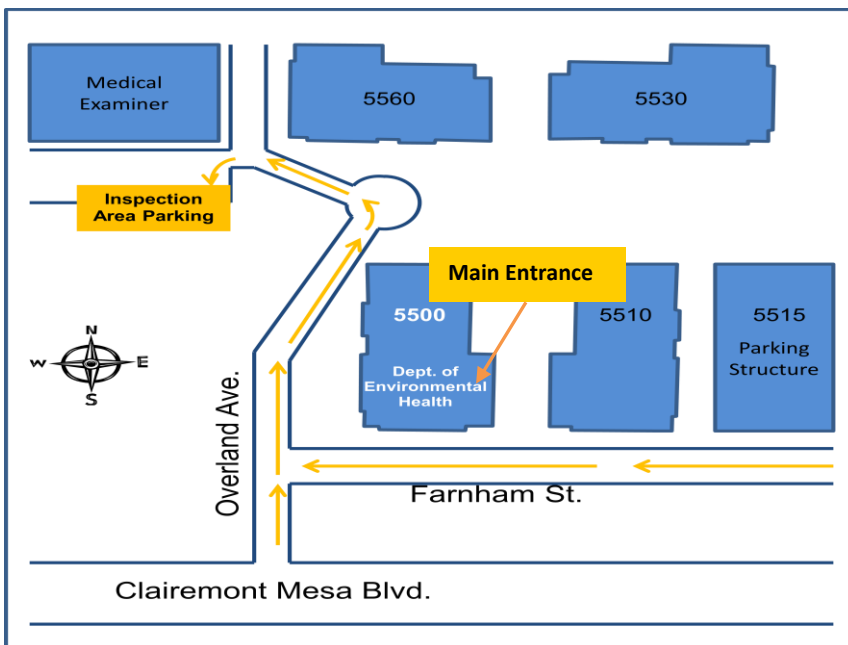 Medical
Examiner
5560
5530
Inspection
Area Parking
Main Entrance
5500
5510
5515
Parking
Structure
Dept. of
Environmental
Health
N
W
E
S
Overland Ave.
Farnham St.
Clairemont Mesa Blvd.